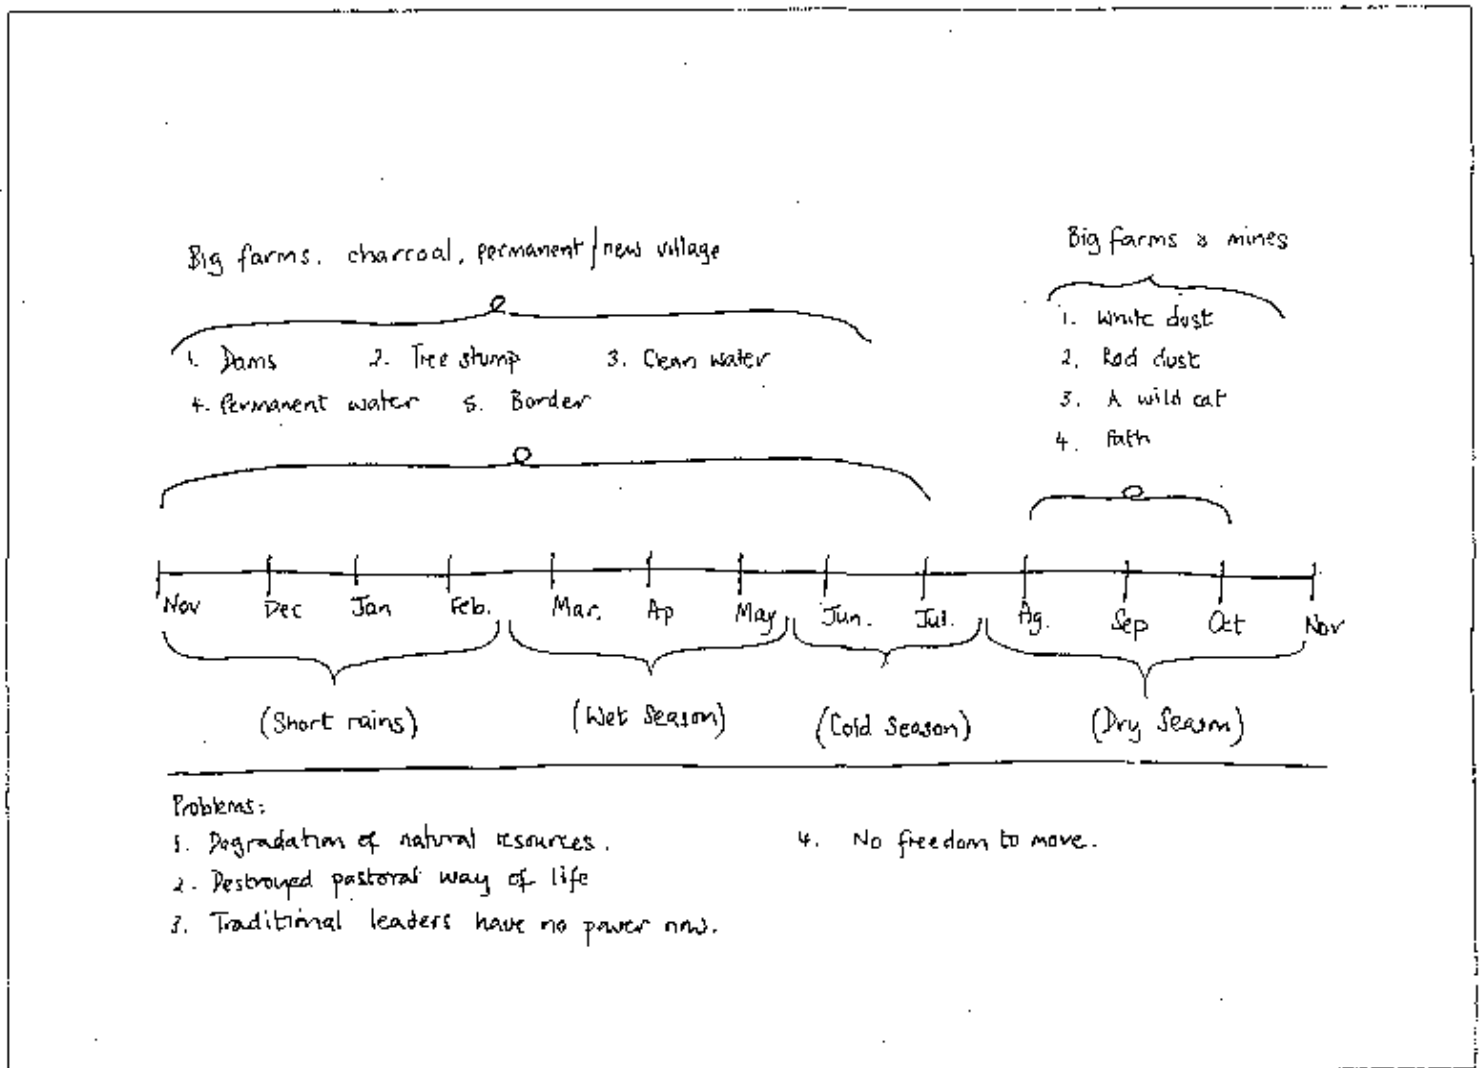 Big farms. charcoal, permanent/new village
1. Dams 2. Tree stump 3. Clean water
4. Permanent water 5. Border
Big farms & mines
1. White dust
2. Red dust
3. A wild cat
4. Path
Nov Dec Jan Feb. Mar. Ap May Jun. Jul. Ag. Sep Oct Nov
(Short rains) (Wet Season) (Cold Season) (Dry Season)
Problems:
1. Degradation of natural resources.
2. Destroyed pastoral way of life
3. Traditional leaders have no power now.
4. No freedom to move.